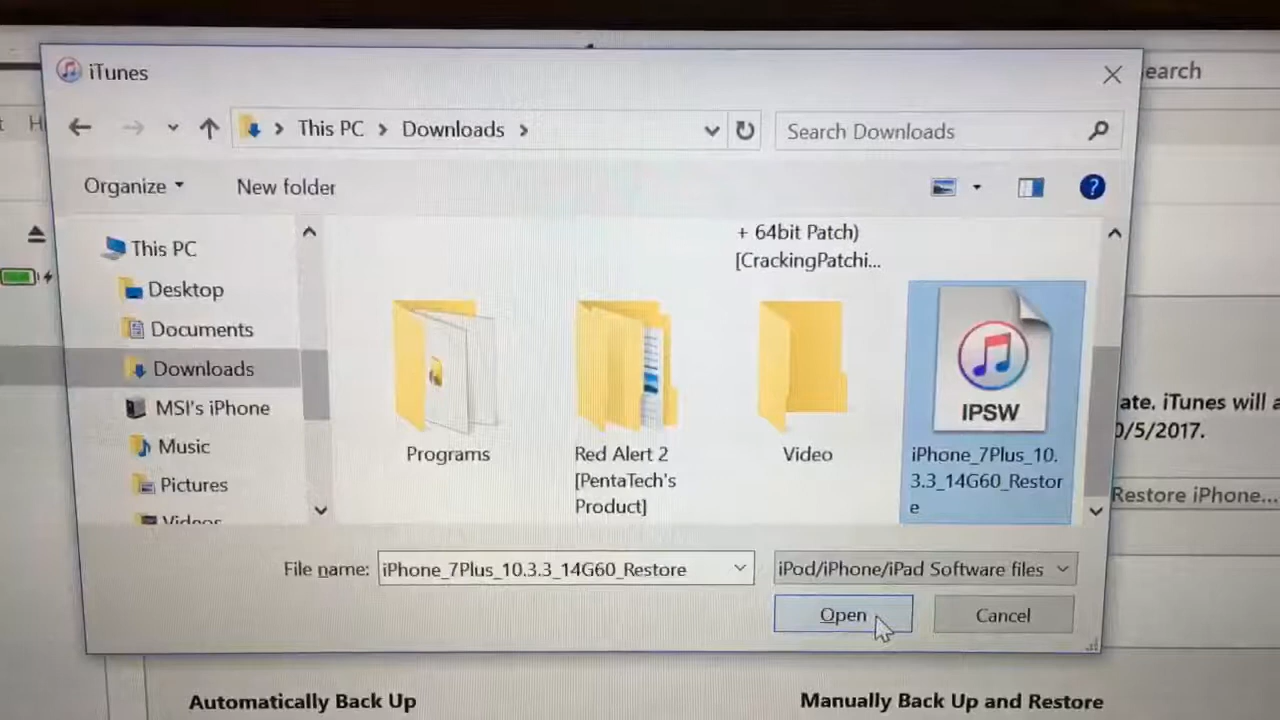 iTunes
earch
This PC
Downloads
Search Downloads
Organize
New folder
This PC
Desktop
Documents
Downloads
MSI's iPhone
Music
Pictures
Videos
+ 64bit Patch)
[CrackingPatchi...
Programs
Red Alert 2
[PentaTech's
Product]
Video
IPSW
iPhone_7Plus_10.
3.3_14G60_Restor
e
ate. iTunes will a
0/5/2017.
Restore iPhone...
File name:
iPhone_7Plus_10.3.3_14G60_Restore
iPod/iPhone/iPad Software files
Open
Cancel
Automatically Back Up
Manually Back Up and Restore